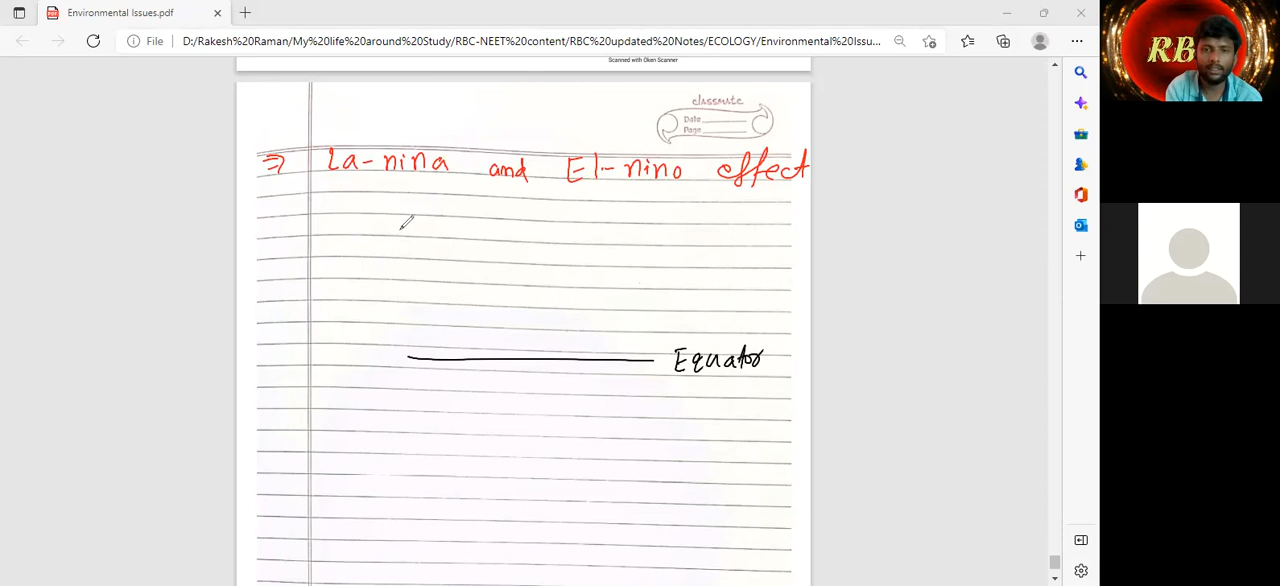 Environmental Issues.pdf
File
D:/Rakesh%20Raman/My%20life%20around%20Study/RBC-NEET%20content/RBC%20updated%20Notes/ECOLOGY/Environmental%20Issu...
RB
Scanned with Oken Scanner
classmate
Date
Page
⇒ La-nina and El-nino effect
Equator